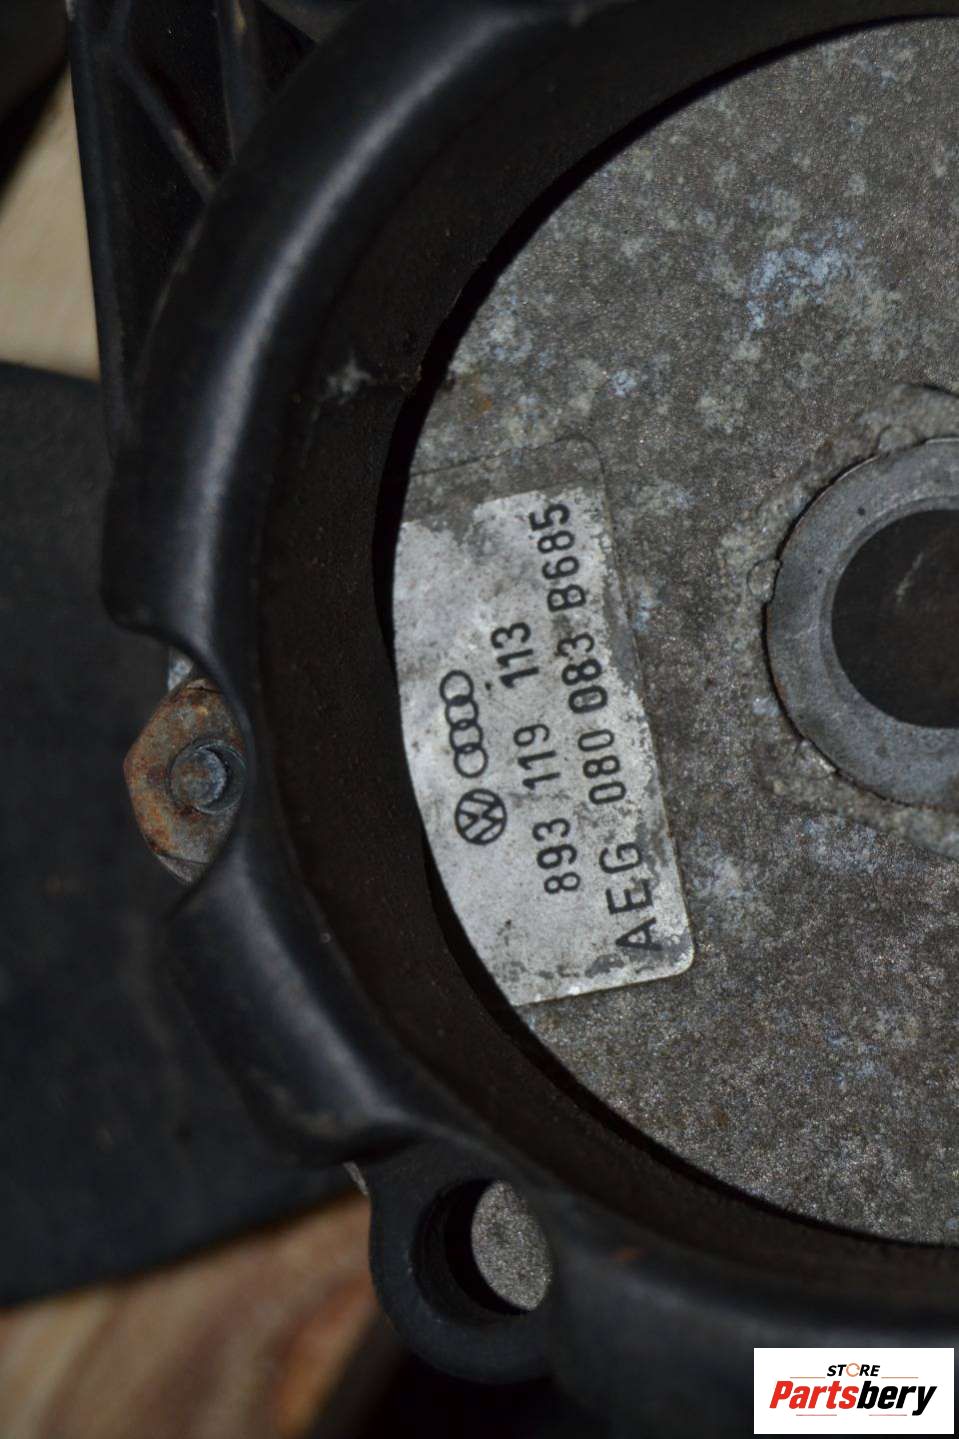 893 119 113
AEG 080 083 B685
STORE
Partsbery